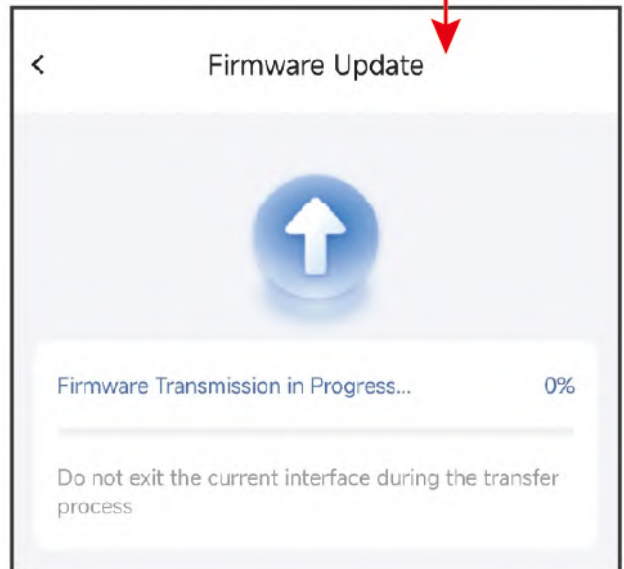 Firmware Update
Firmware Transmission in Progress... 0%
Do not exit the current interface during the transfer
process